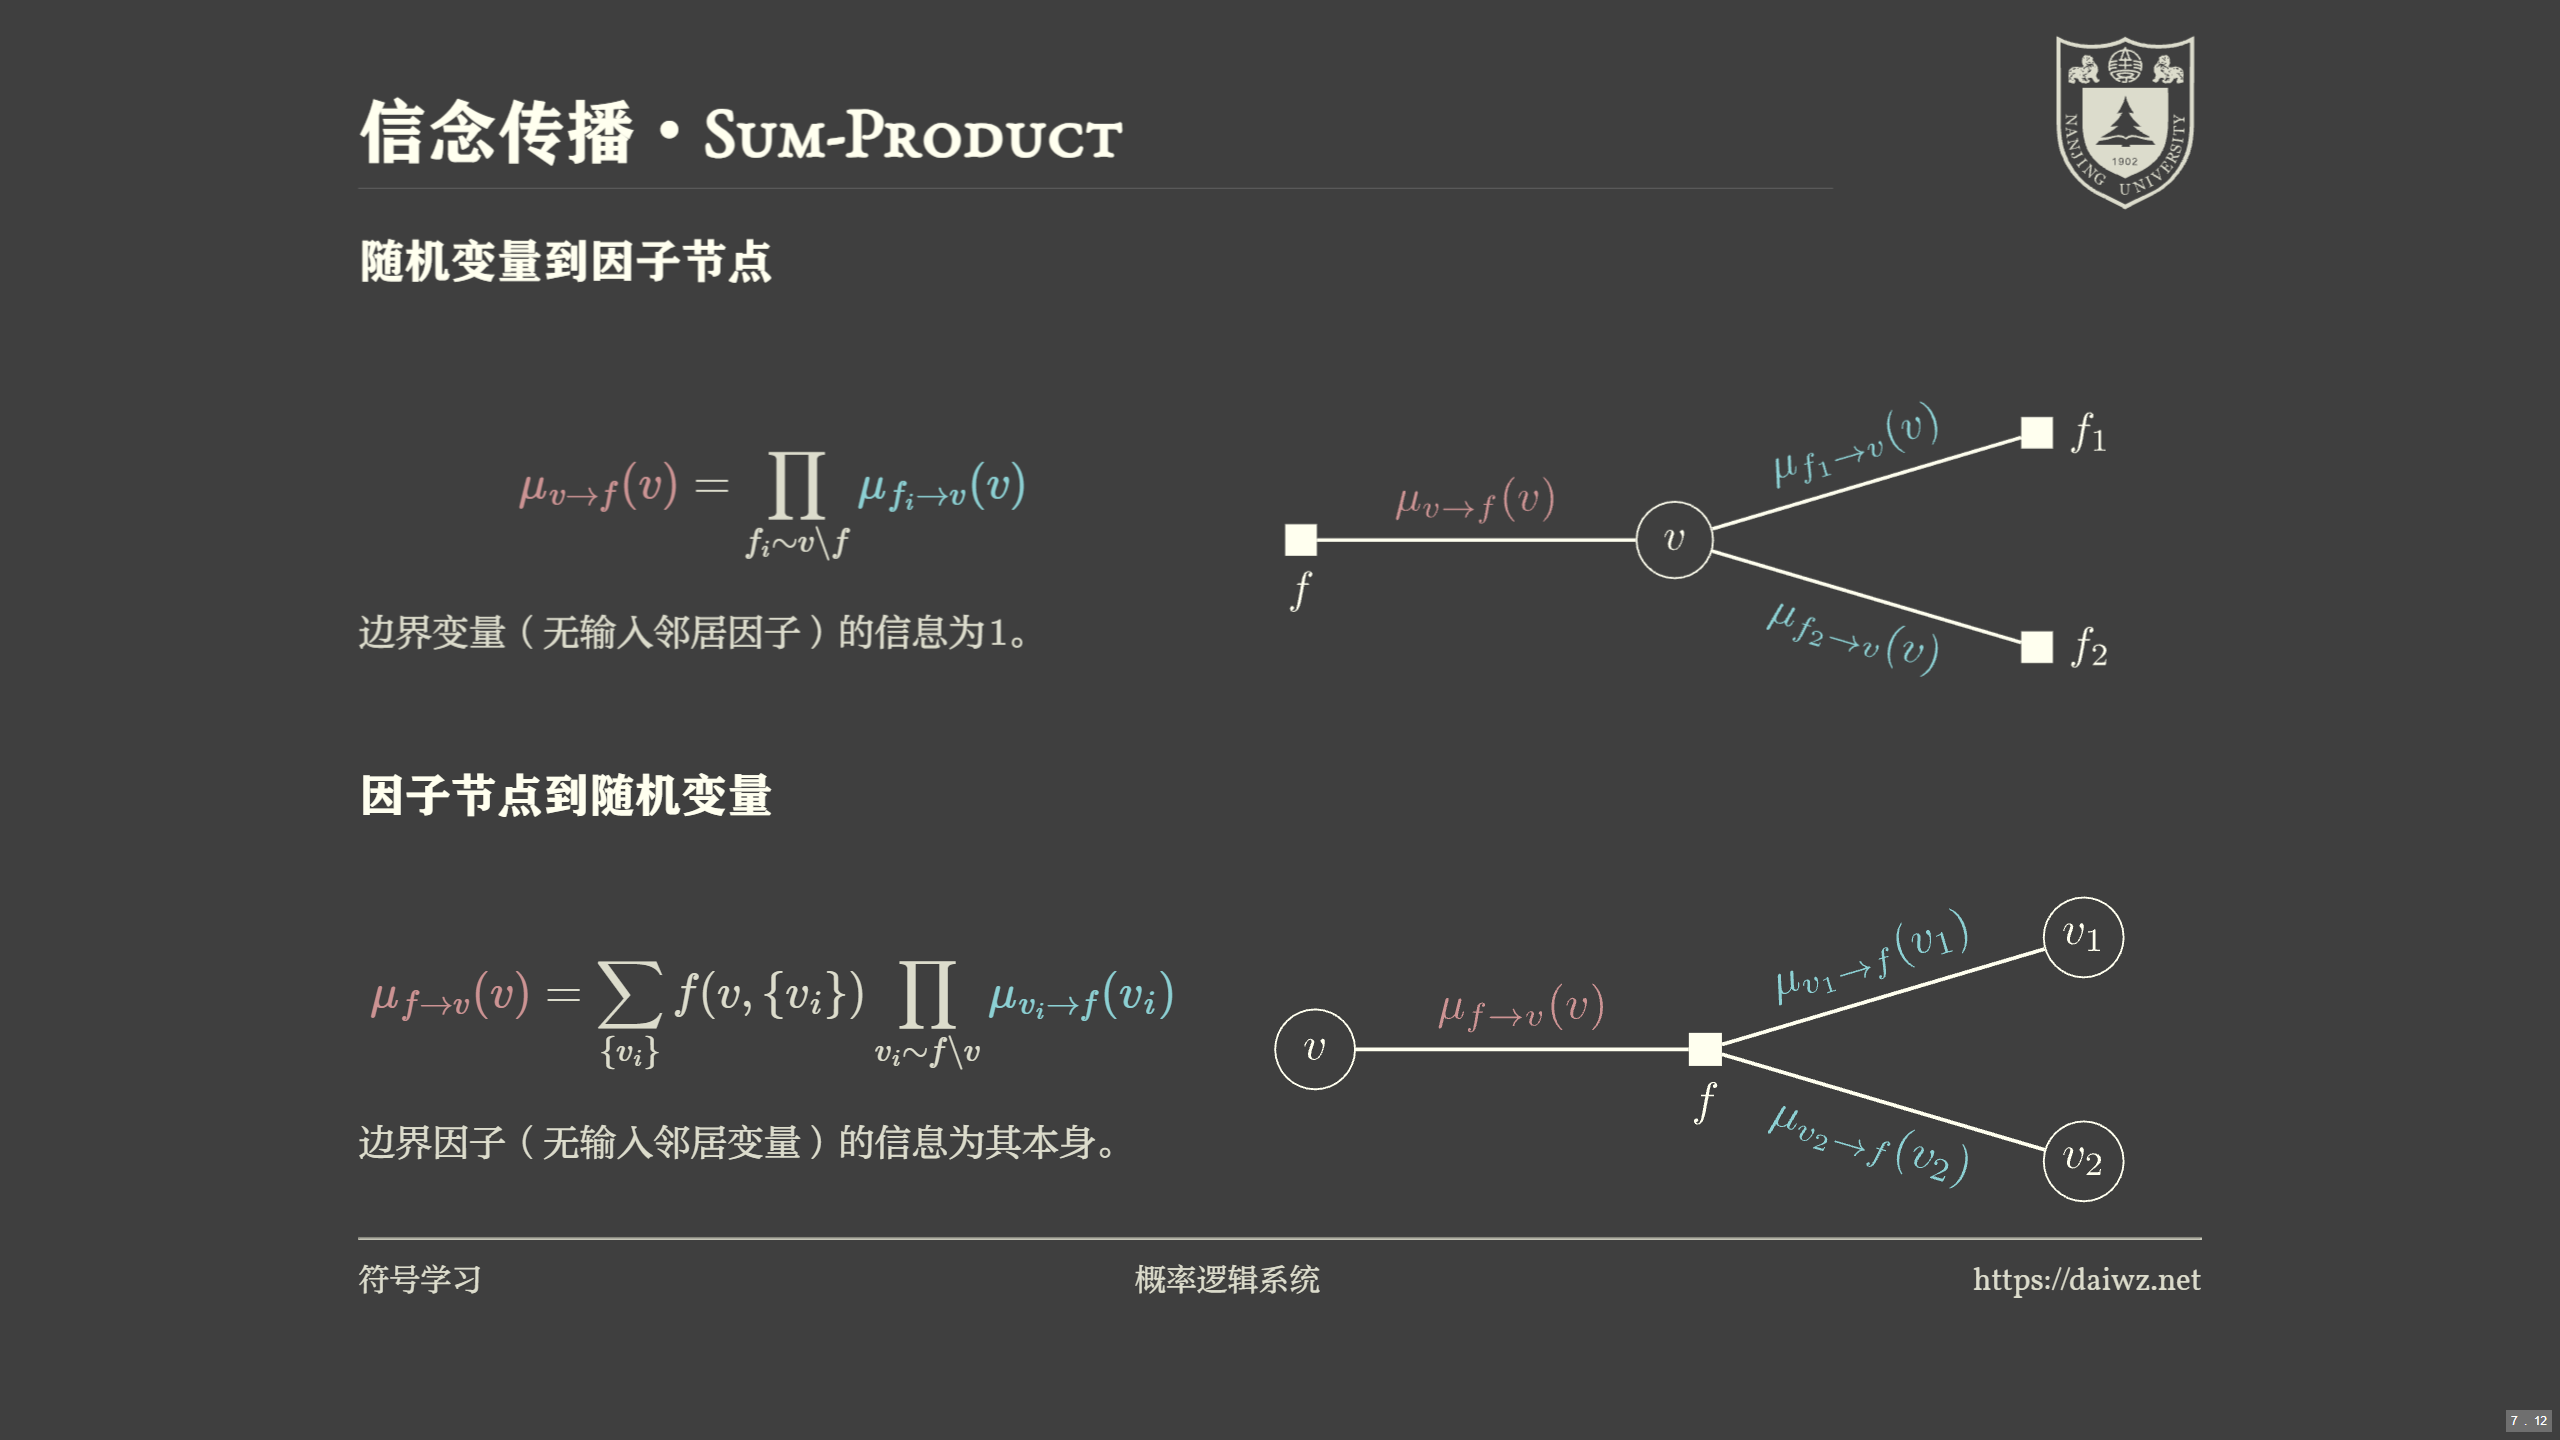 信念传播・SUM-PRODUCT
NANJING UNIVERSITY
1902
随机变量到因子节点
μ_{v→f}(v) = ∏_{f_i∼v\f} μ_{f_i→v}(v)
边界变量（无输入邻居因子）的信息为1。
μ_{v→f}(v)
μ_{f_1→v}(v)
μ_{f_2→v}(v)
f
v
f_1
f_2
因子节点到随机变量
μ_{f→v}(v) = ∑_{\{v_i\}} f(v, {v_i}) ∏_{v_i∼f\v} μ_{v_i→f}(v_i)
边界因子（无输入邻居变量）的信息为其本身。
μ_{f→v}(v)
μ_{v_1→f}(v_1)
μ_{v_2→f}(v_2)
v
f
v_1
v_2
符号学习
概率逻辑系统
https://daiwz.net
7 . 12